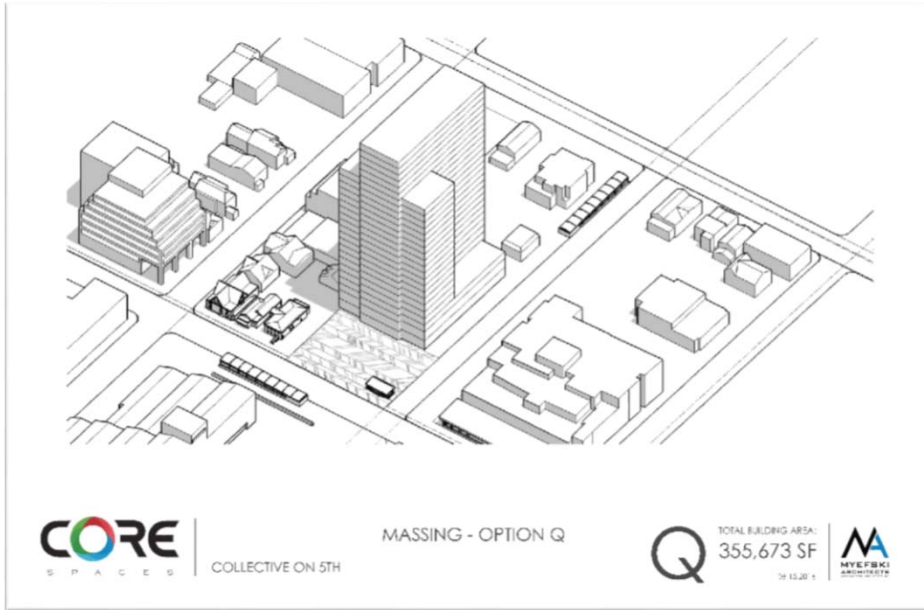 CORE
SPACES
COLLECTIVE ON 5TH
MASSING - OPTION Q
Q
TOTAL BUILDING AREA:
355,673 SF
MYEFSKI
ARCHITECTS